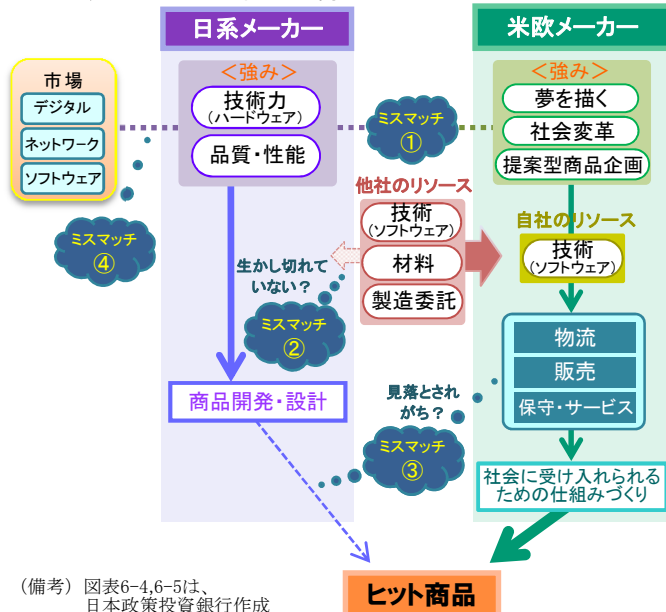 日系メーカー
米欧メーカー
市場
デジタル
ネットワーク
ソフトウェア
＜強み＞
技術力
(ハードウェア)
品質・性能
ミスマッチ
①
＜強み＞
夢を描く
社会変革
提案型商品企画
他社のリソース
技術
(ソフトウェア)
材料
製造委託
自社のリソース
技術
(ソフトウェア)
ミスマッチ
④
生かし切れて
いない？
ミスマッチ
②
物流
販売
保守・サービス
商品開発・設計
見落とされ
がち？
ミスマッチ
③
社会に受け入れられる
ための仕組みづくり
ヒット商品
（備考）図表6-4,6-5は、
日本政策投資銀行作成